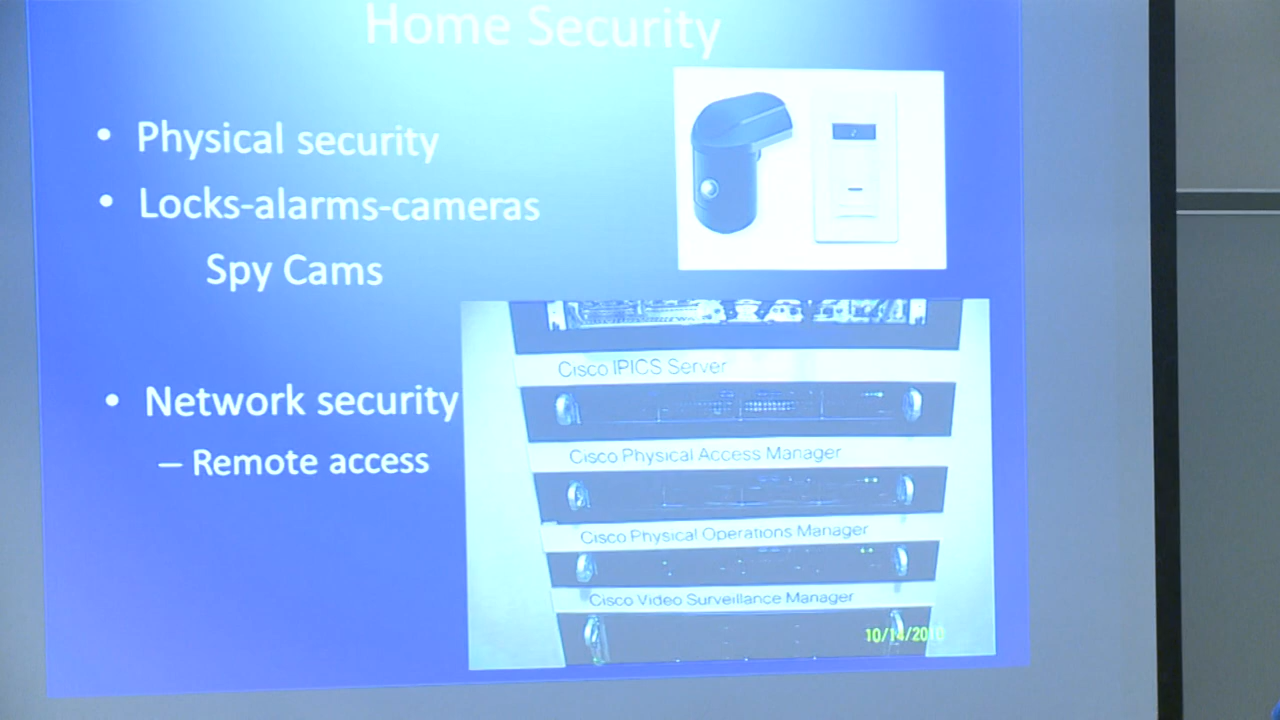 Home Security
• Physical security
• Locks-alarms-cameras
Spy Cams
• Network security
– Remote access
Cisco IPICS Server
Cisco Physical Access Manager
Cisco Physical Operations Manager
Cisco Video Surveillance Manager
10/14/2010